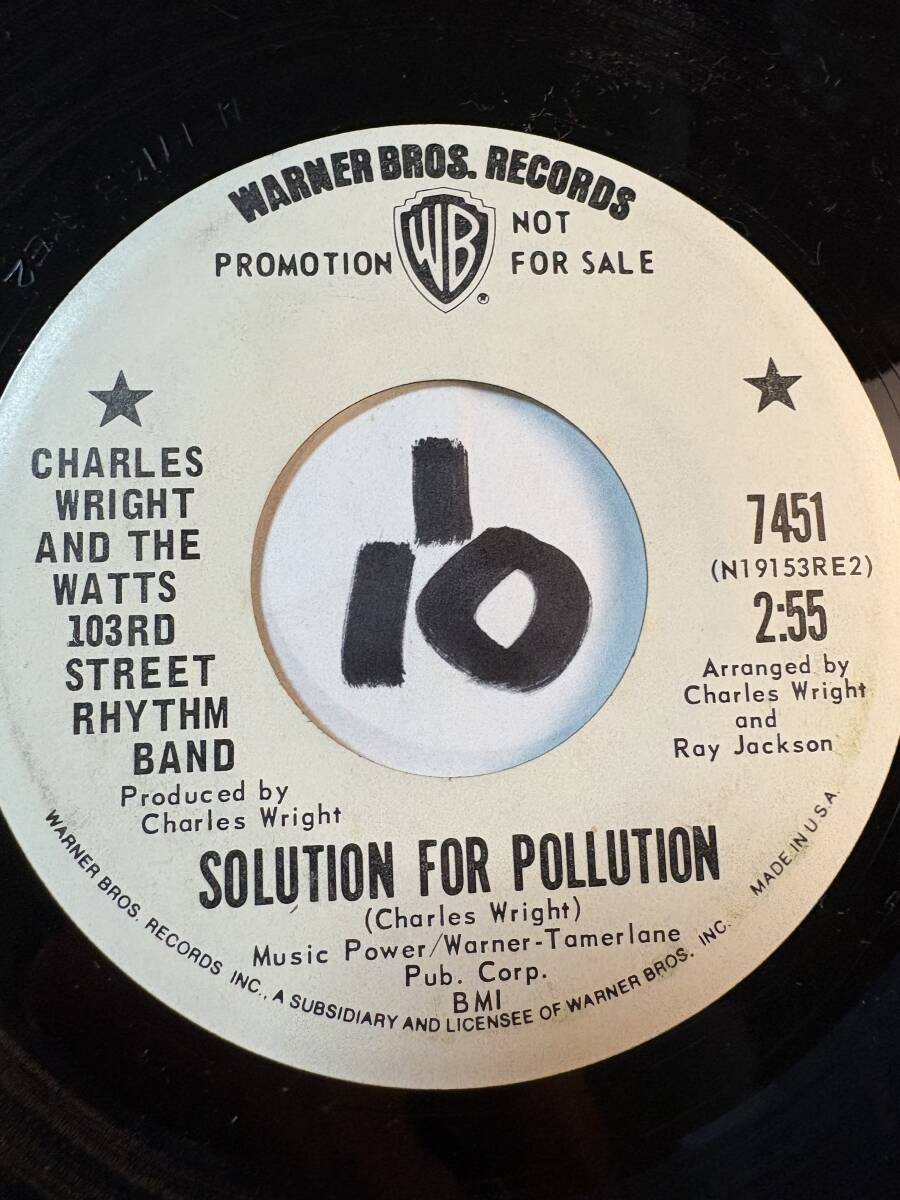 WARNER BROS. RECORDS
PROMOTION
WB
®
NOT
FOR SALE
CHARLES
WRIGHT
AND THE
WATTS
103RD
STREET
RHYTHM
BAND
Produced by
Charles Wright
10
7451
(N19153RE2)
2:55
Arranged by
Charles Wright
and
Ray Jackson
SOLUTION FOR POLLUTION
(Charles Wright)
Music Power/Warner-Tamerlane
Pub. Corp.
BMI
WARNER BROS. RECORDS INC., A SUBSIDIARY AND LICENSEE OF WARNER BROS. INC. MADE IN U.S.A.